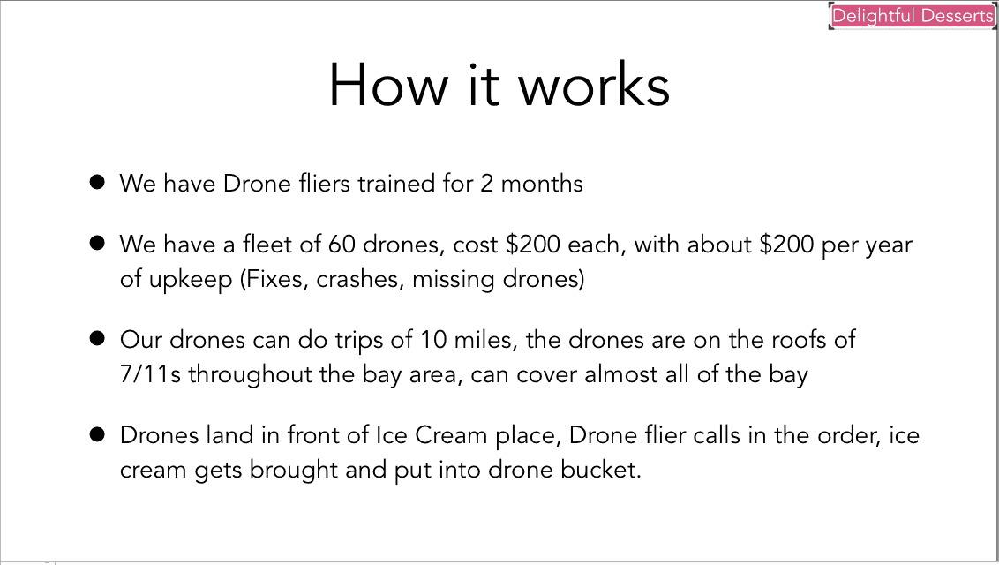 Delightful Desserts
How it works
● We have Drone fliers trained for 2 months
● We have a fleet of 60 drones, cost $200 each, with about $200 per year
of upkeep (Fixes, crashes, missing drones)
● Our drones can do trips of 10 miles, the drones are on the roofs of
7/11s throughout the bay area, can cover almost all of the bay
● Drones land in front of Ice Cream place, Drone flier calls in the order, ice
cream gets brought and put into drone bucket.